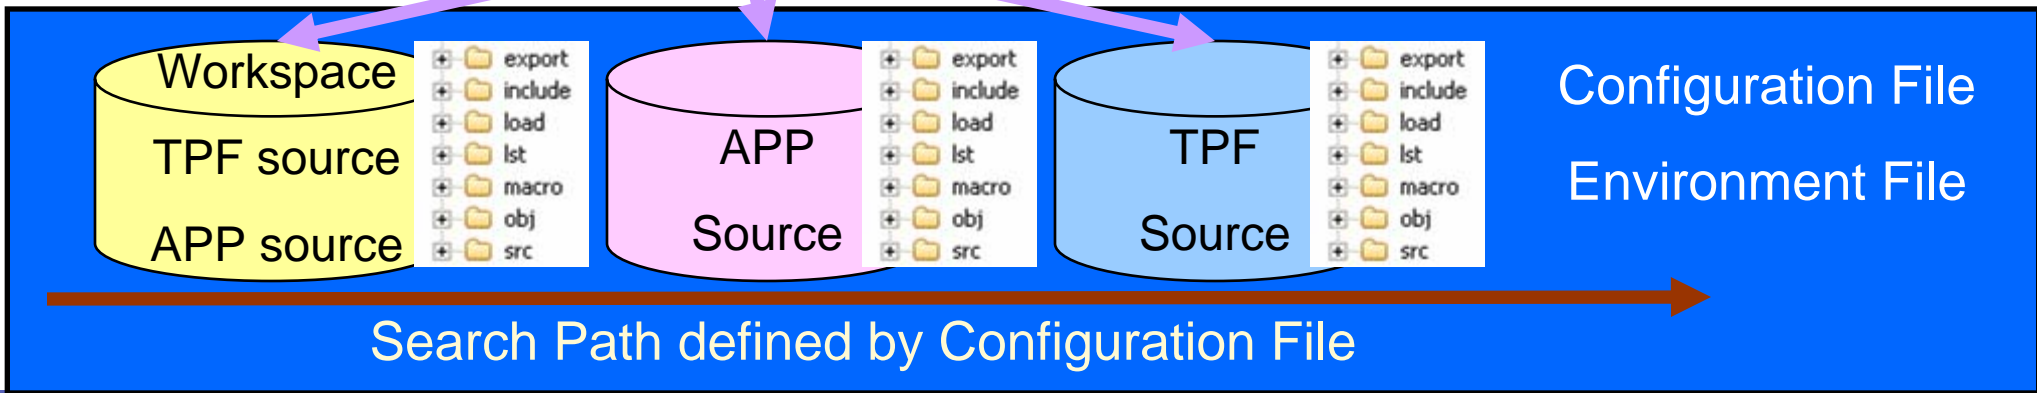 Workspace
TPF source
APP source
export
include
load
lst
macro
obj
src
APP
Source
export
include
load
lst
macro
obj
src
TPF
Source
export
include
load
lst
macro
obj
src
Configuration File
Environment File
Search Path defined by Configuration File